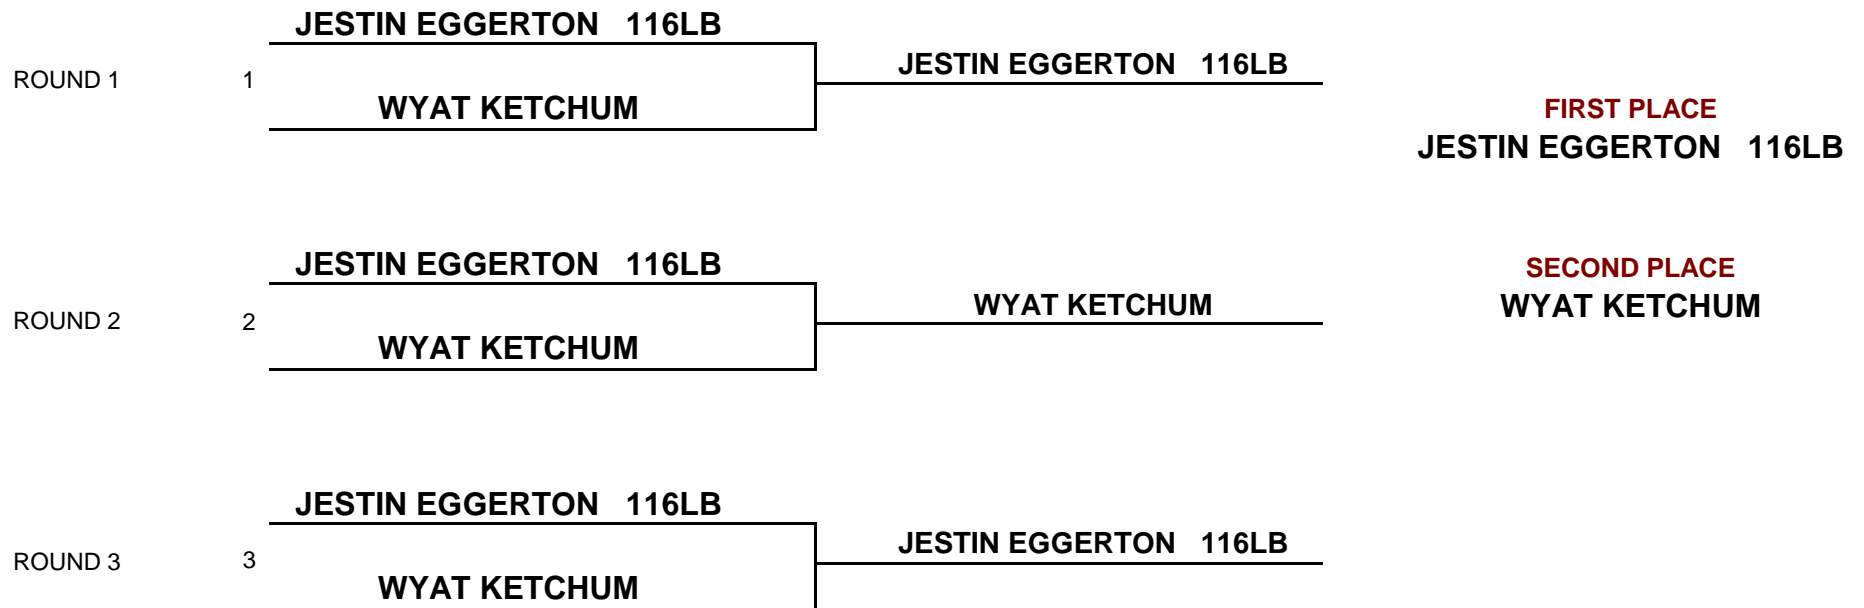 JESTIN EGGERTON 116LB
JESTIN EGGERTON 116LB
ROUND 1
1
WYAT KETCHUM
FIRST PLACE
JESTIN EGGERTON 116LB
JESTIN EGGERTON 116LB
SECOND PLACE
WYAT KETCHUM
WYAT KETCHUM
ROUND 2
2
WYAT KETCHUM
JESTIN EGGERTON 116LB
JESTIN EGGERTON 116LB
ROUND 3
3
WYAT KETCHUM